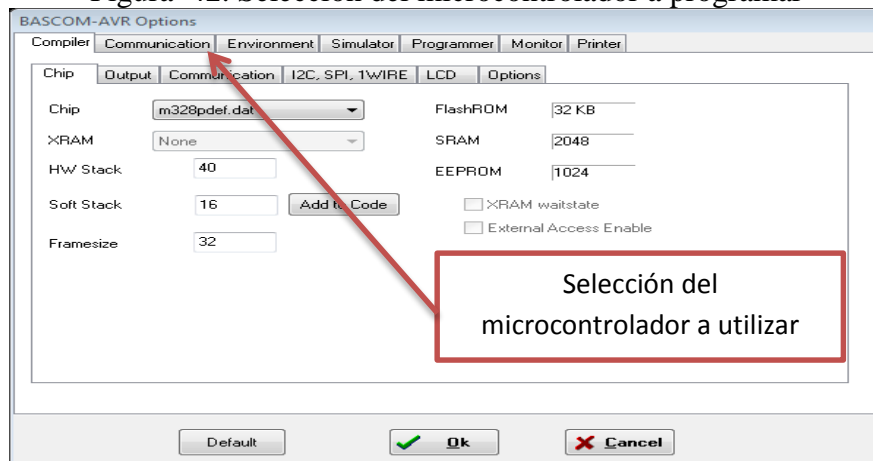 Figura 42. Selección del microcontrolador a programar
BASCOM-AVR Options
Compiler Communication Environment Simulator Programmer Monitor Printer
Chip Output Communication I2C, SPI, 1WIRE LCD Options
Chip m328pdef.dat FlashROM 32 KB
XRAM None SRAM 2048
HW Stack 40 EEPROM 1024
Soft Stack 16 Add to Code XRAM waitstate
External Access Enable
Framesize 32
Selección del
microcontrolador a utilizar
Default Ok Cancel